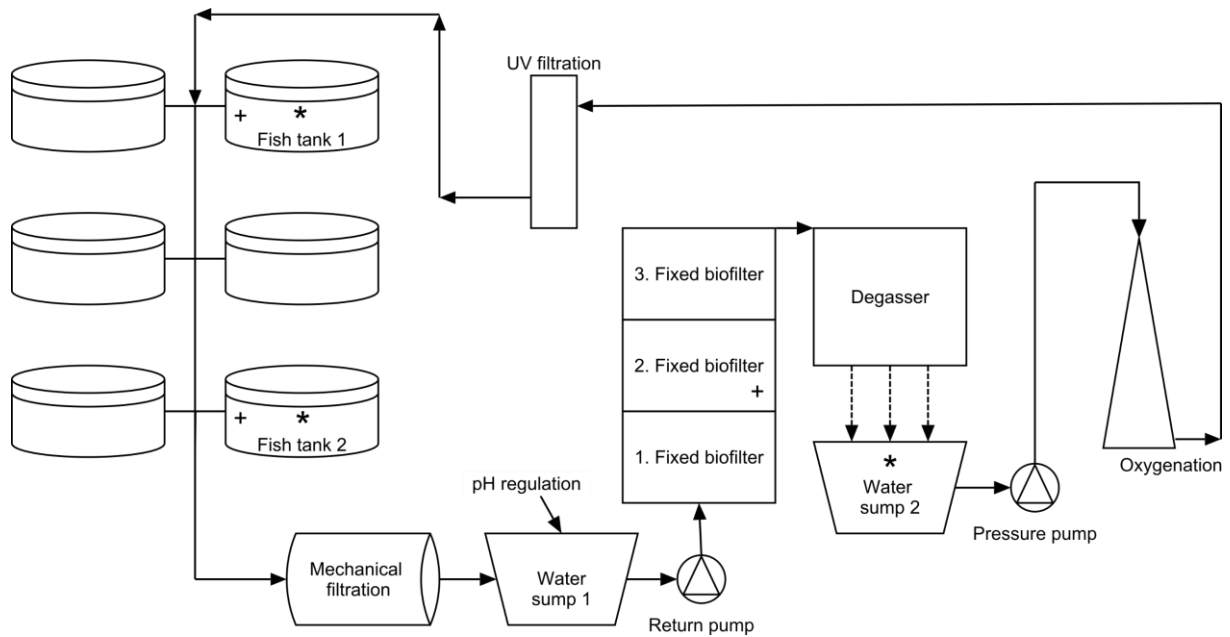 UV filtration
+
*
Fish tank 1
3. Fixed biofilter
Degasser
2. Fixed biofilter
+
+
*
Fish tank 2
1. Fixed biofilter
*
Water
sump 2
Oxygenation
pH regulation
Pressure pump
Mechanical
filtration
Water
sump 1
Return pump